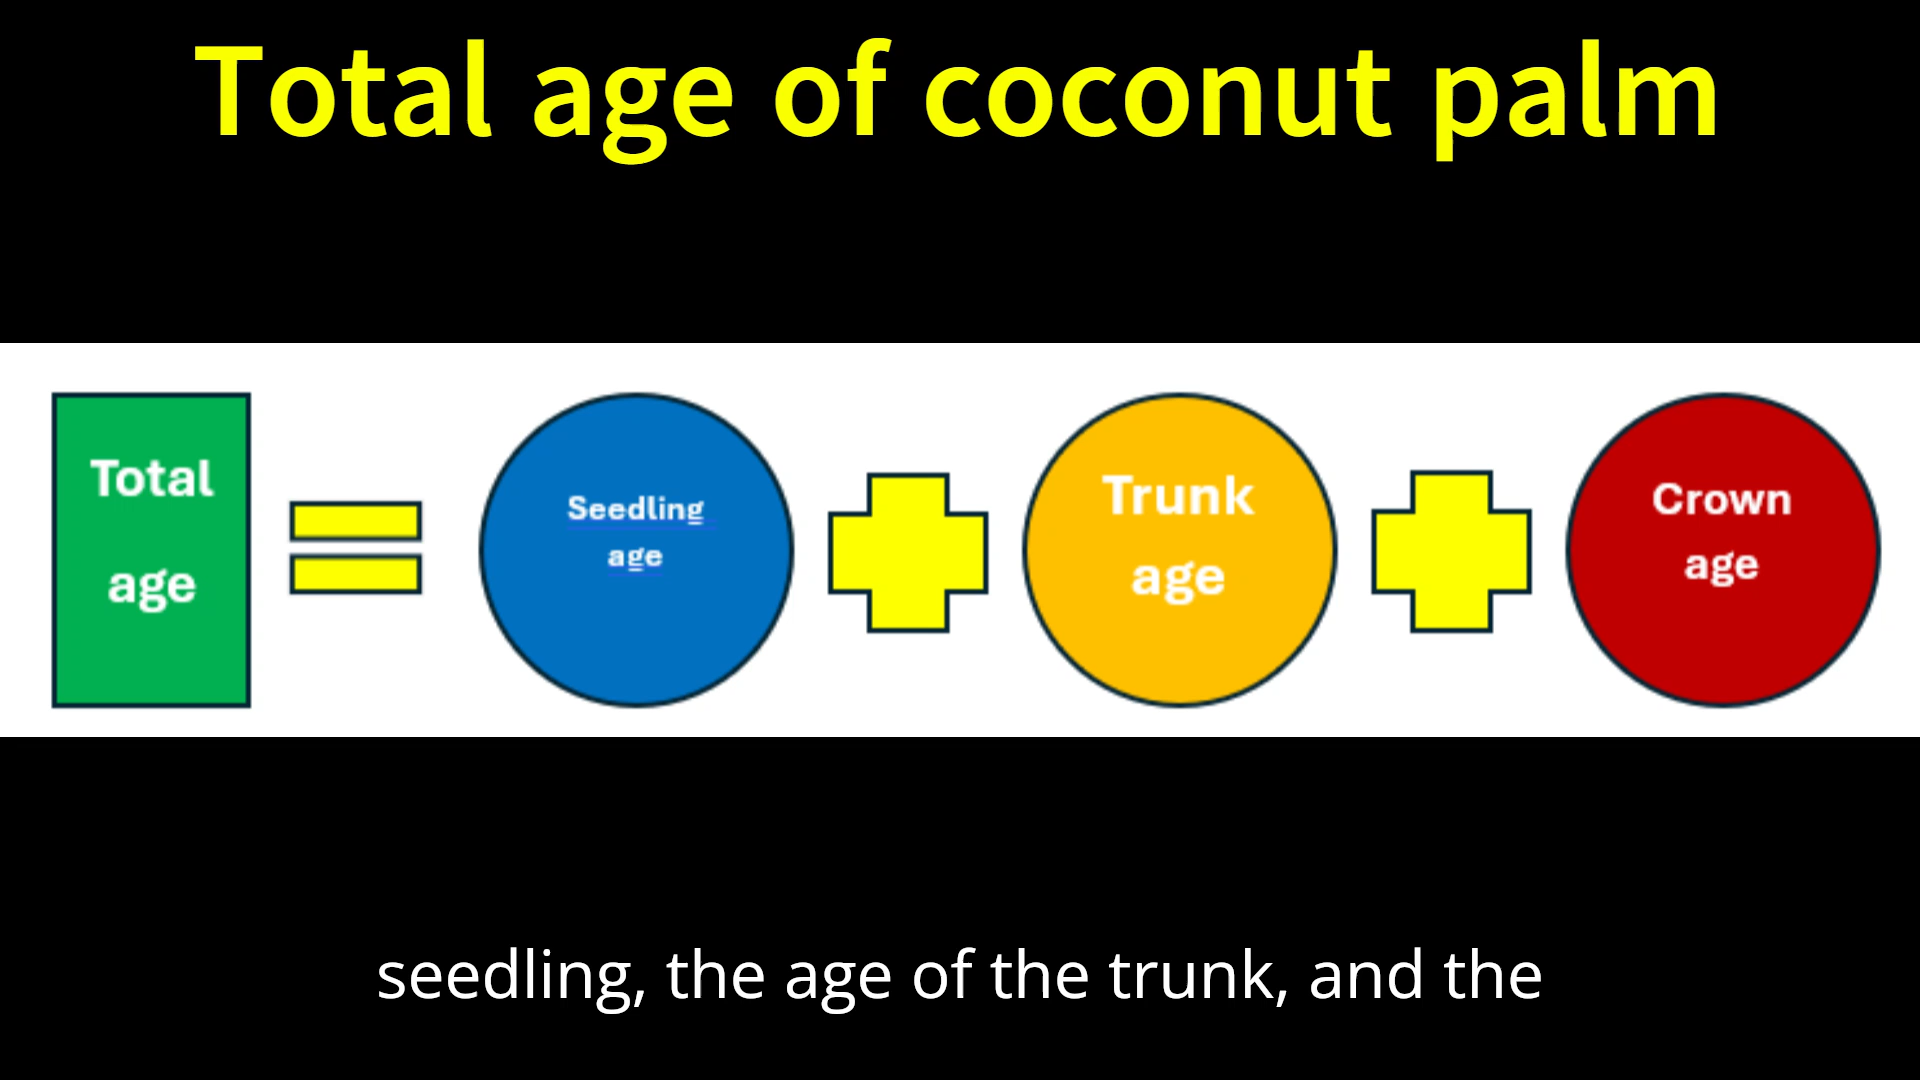 Total age of coconut palm
Total
age
Seedling
age
Trunk
age
Crown
age
seedling, the age of the trunk, and the